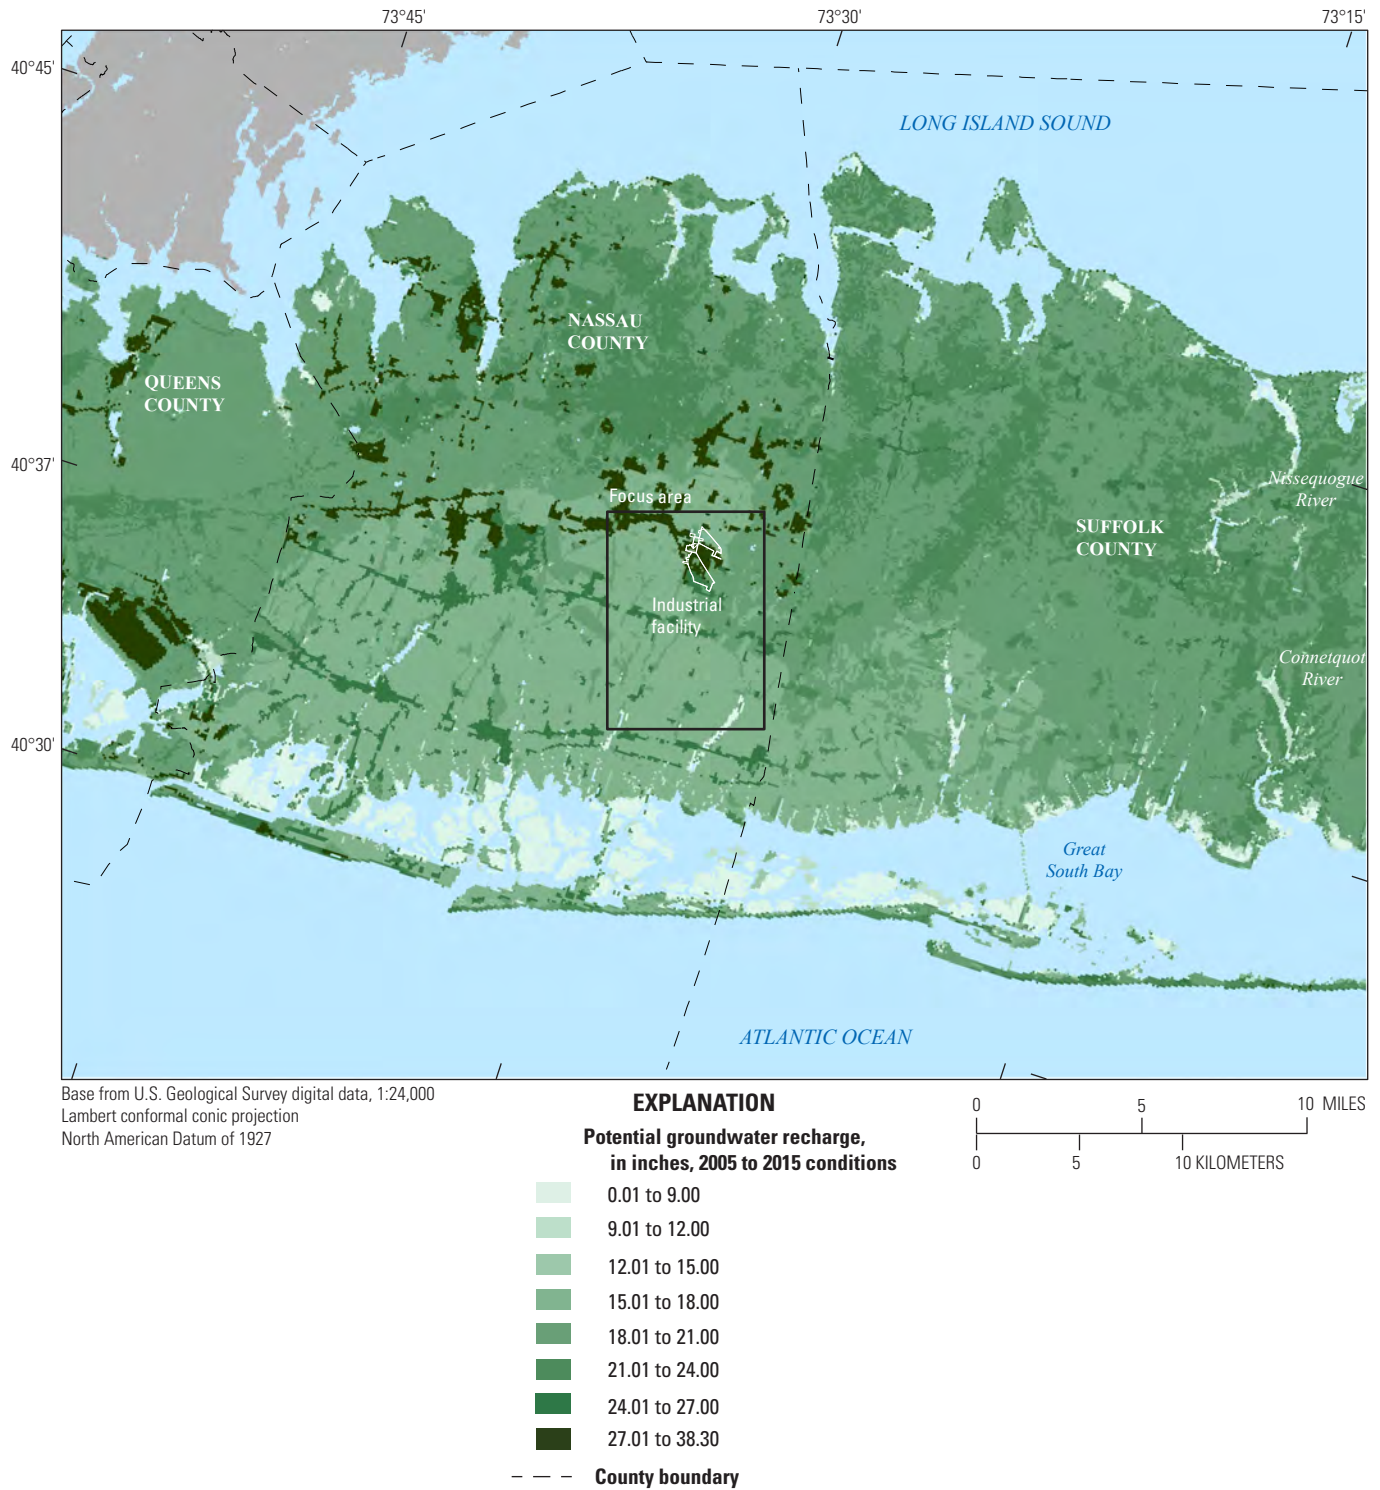 73°45'
73°30'
73°15'
40°45'
LONG ISLAND SOUND
NASSAU
COUNTY
QUEENS
COUNTY
40°37'
Nissequogue
River
Focus area
SUFFOLK
COUNTY
Industrial
facility
Connetquot
River
40°30'
Great
South Bay
ATLANTIC OCEAN
Base from U.S. Geological Survey digital data, 1:24,000
Lambert conformal conic projection
North American Datum of 1927
EXPLANATION
Potential groundwater recharge,
in inches, 2005 to 2015 conditions
0.01 to 9.00
9.01 to 12.00
12.01 to 15.00
15.01 to 18.00
18.01 to 21.00
21.01 to 24.00
24.01 to 27.00
27.01 to 38.30
County boundary
0 5 10 MILES
0 5 10 KILOMETERS